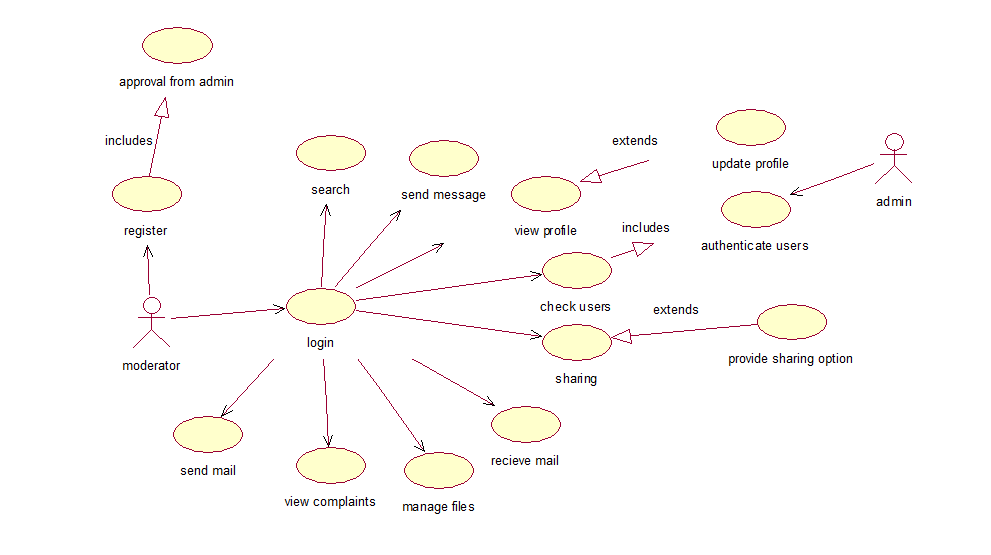 approval from admin
includes
extends
update profile
search
send message
admin
register
view profile
includes
authenticate users
check users
extends
login
provide sharing option
moderator
sharing
send mail
recieve mail
view complaints
manage files